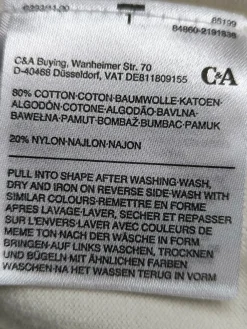 C&A Buying, Wanheimer Str. 70
D-40468 Düsseldorf, VAT DE811809155
C&A
80% COTTON·COTON·BAUMWOLLE·KATOEN·
ALGODÓN·COTONE·ALGODÃO·BAVLNA·
BAWEŁNA·PAMUT·BOMBAŽ·BUMBAC·PAMUK
20% NYLON·NAJLON·NAJON
PULL INTO SHAPE AFTER WASHING·WASH,
DRY AND IRON ON REVERSE SIDE·WASH WITH
SIMILAR COLOURS·REMETTRE EN FORME
APRES LAVAGE·LAVER, SECHER ET REPASSER
SUR L'ENVERS·LAVER AVEC COULEURS DE
MEME TON·NACH DER WÄSCHE IN FORM
BRINGEN·AUF LINKS WASCHEN, TROCKNEN
UND BÜGELN·MIT ÄHNLICHEN FARBEN
WASCHEN·NA HET WASSEN TERUG IN VORM